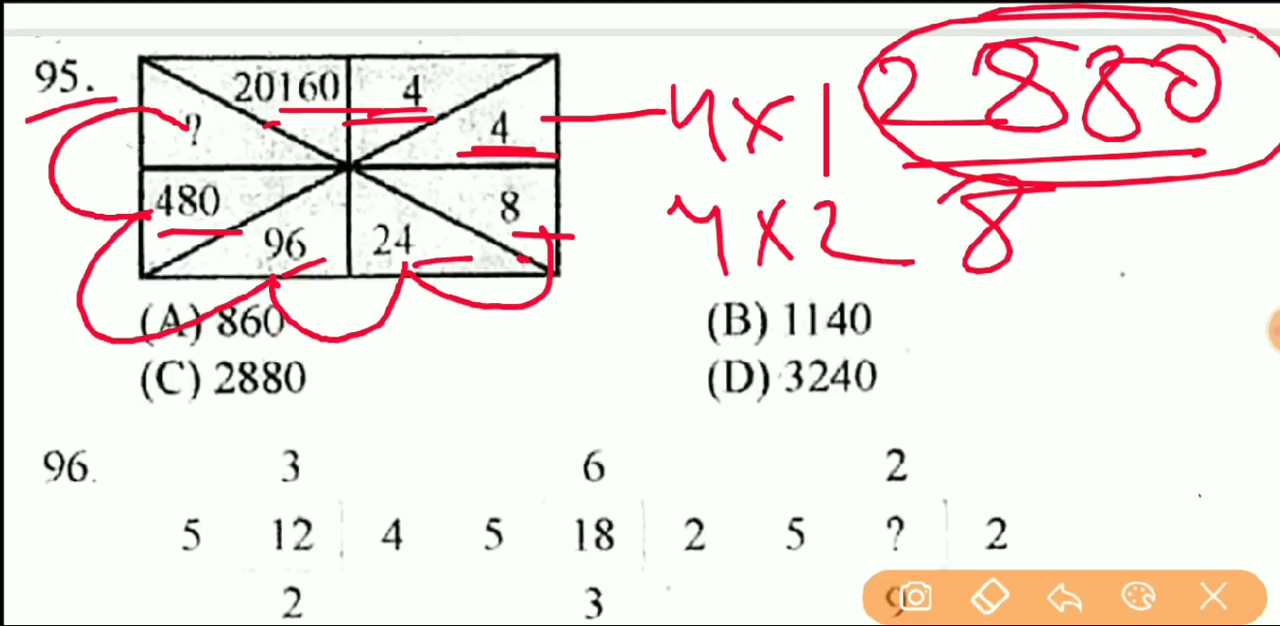 95. 20160 4 4 × 1 2880
? 4
480 8 4 × 2 8
96 24
(A) 860 (B) 1140
(C) 2880 (D) 3240
96. 3 6 2
5 12 4 5 18 2 5 ? 2
2 3 9